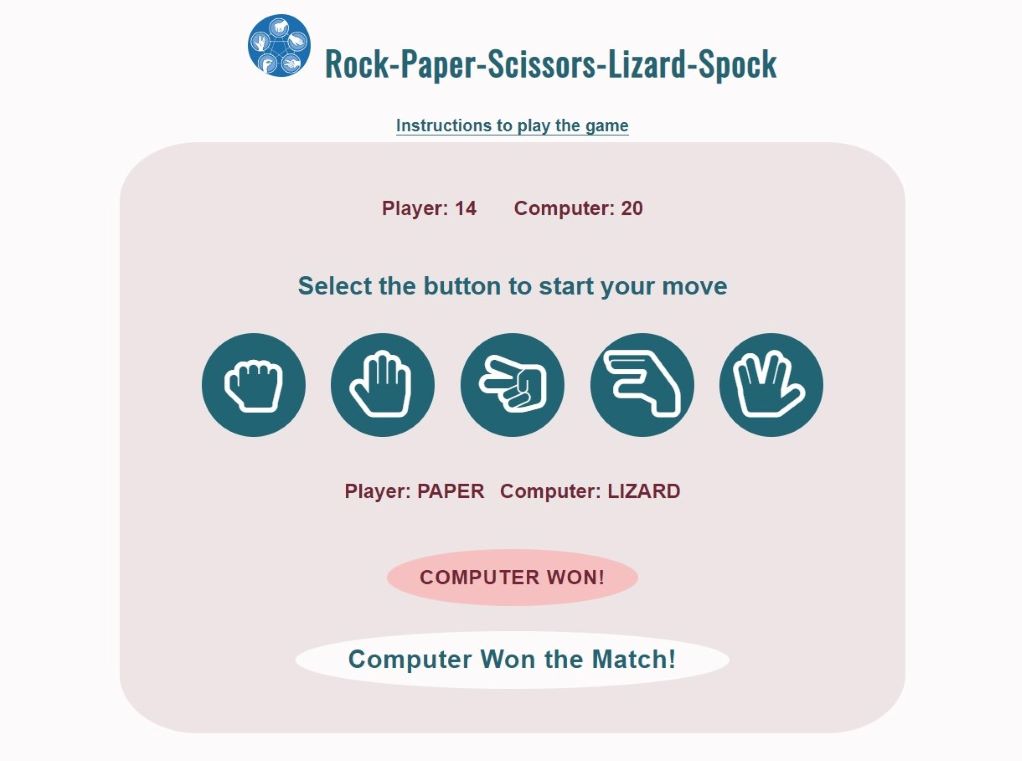 Rock-Paper-Scissors-Lizard-Spock
Instructions to play the game
Player: 14 Computer: 20
Select the button to start your move
Player: PAPER Computer: LIZARD
COMPUTER WON!
Computer Won the Match!